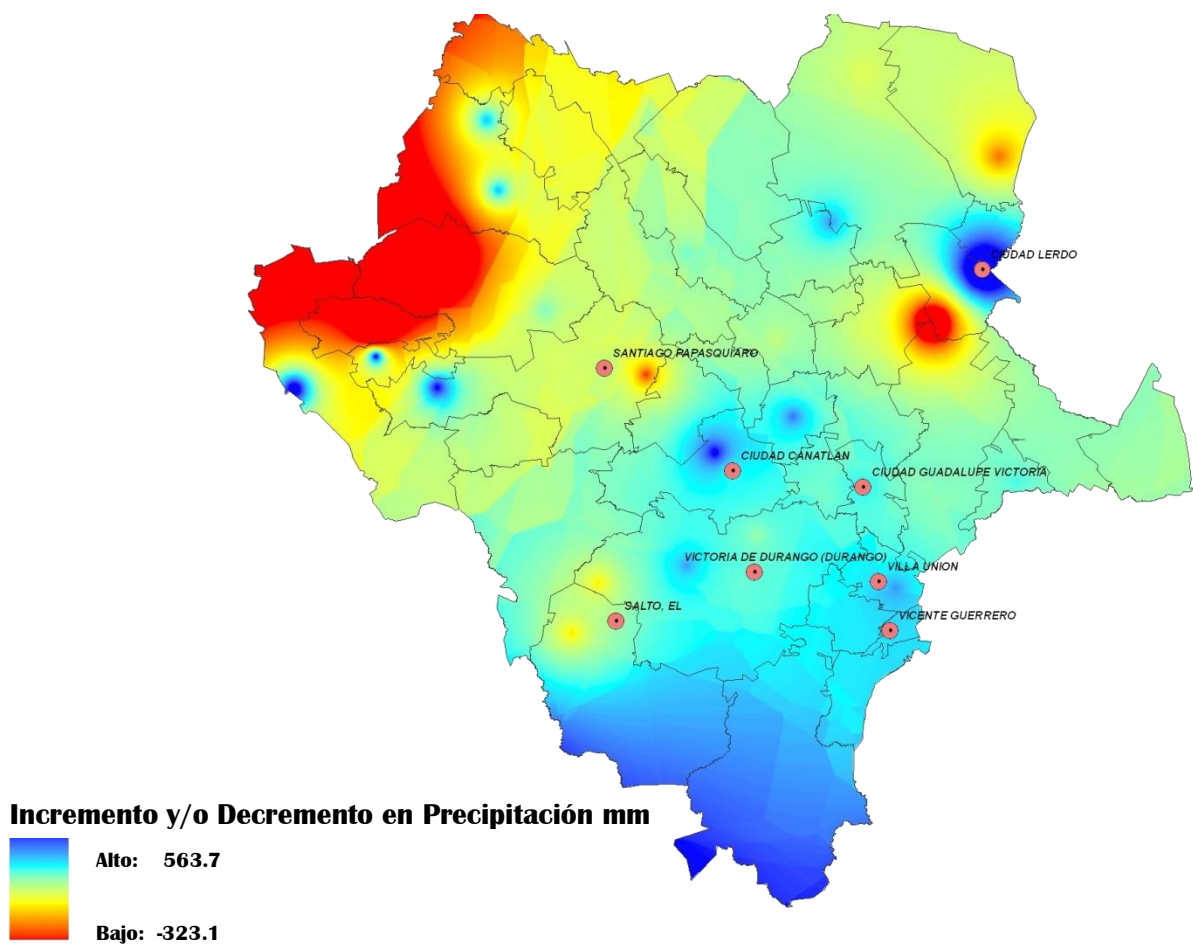 CIUDAD LERDO
SANTIAGO PAPASQUIARO
CIUDAD CANATLÁN
CIUDAD GUADALUPE VICTORIA
VICTORIA DE DURANGO (DURANGO)
VILLA UNION
SALTO, EL
VICENTE GUERRERO
Incremento y/o Decremento en Precipitación mm
Alto: 563.7
Bajo: -323.1